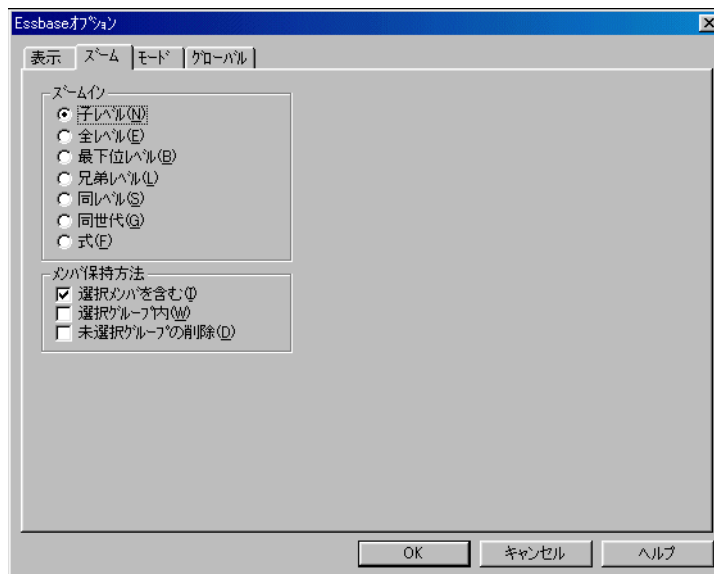 Essbaseｵﾌﾟｼｮﾝ
表示 ｽﾞｰﾑ ﾓｰﾄﾞ ｸﾞﾛｰﾊﾞﾙ
ｽﾞｰﾑｲﾝ
子ﾚﾍﾞﾙ(N)
全ﾚﾍﾞﾙ(E)
最下位ﾚﾍﾞﾙ(B)
兄弟ﾚﾍﾞﾙ(L)
同ﾚﾍﾞﾙ(S)
同世代(G)
式(F)
ﾒﾝﾊﾞ保持方法
選択ﾒﾝﾊﾞを含む(I)
選択ｸﾞﾙｰﾌﾟ内(W)
未選択ｸﾞﾙｰﾌﾟの削除(D)
OK キャンセル ヘルプ